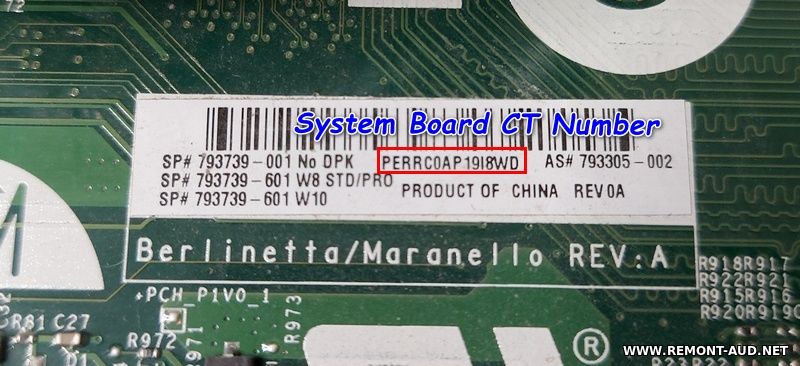 72
System Board CT Number
SP# 793739-001 No DPK PERRC0AP19I8WD AS# 793305-002
SP# 793739-601 W8 STD/PRO
PRODUCT OF CHINA REV0A
SP# 793739-601 W10
Berlinetta/Maranello REV:A
R918R917
R922R921
R915R916
R920R919
+PCH_P1V0_1
R81 C27
R972
R971
R973
®
WWW.REMONT-AUD.NET